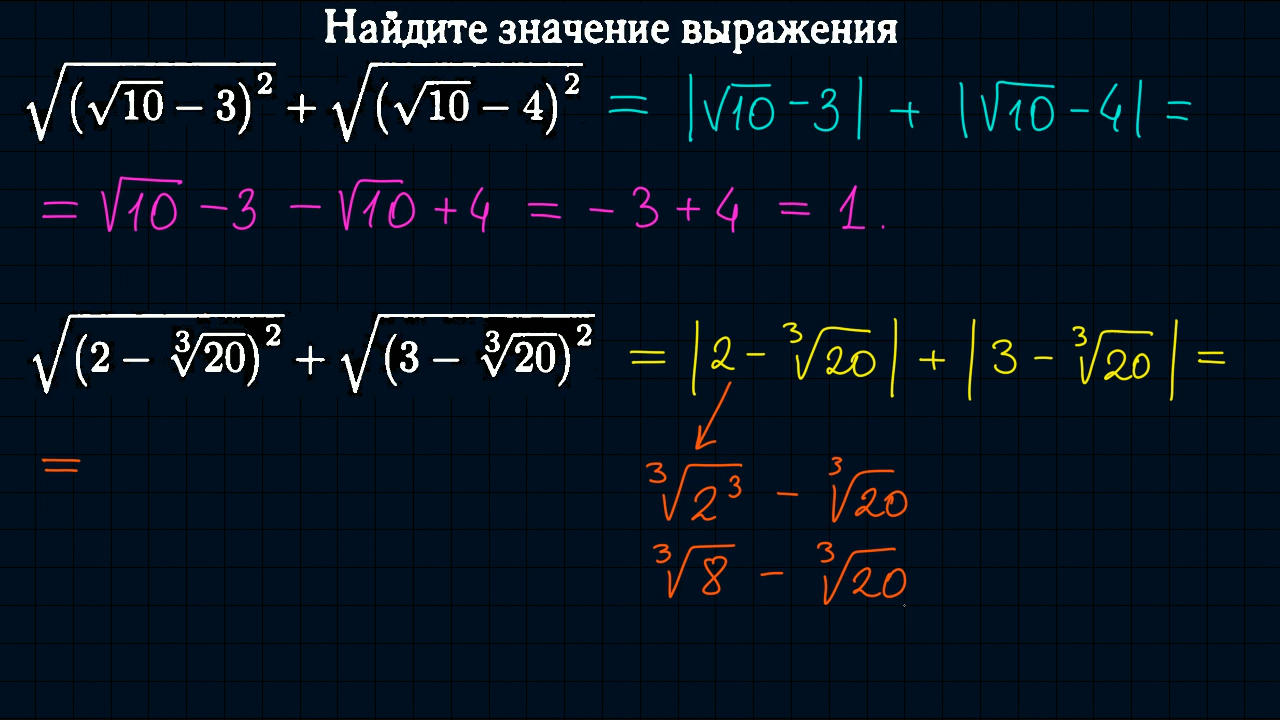 Найдите значение выражения
√(√10 − 3)² + √(√10 − 4)² = |√10 − 3| + |√10 − 4| =
= √10 − 3 − √10 + 4 = − 3 + 4 = 1.
√(2 − ∛20)² + √(3 − ∛20)² = |2 − ∛20| + |3 − ∛20| =
= ∛2³ − ∛20
∛8 − ∛20